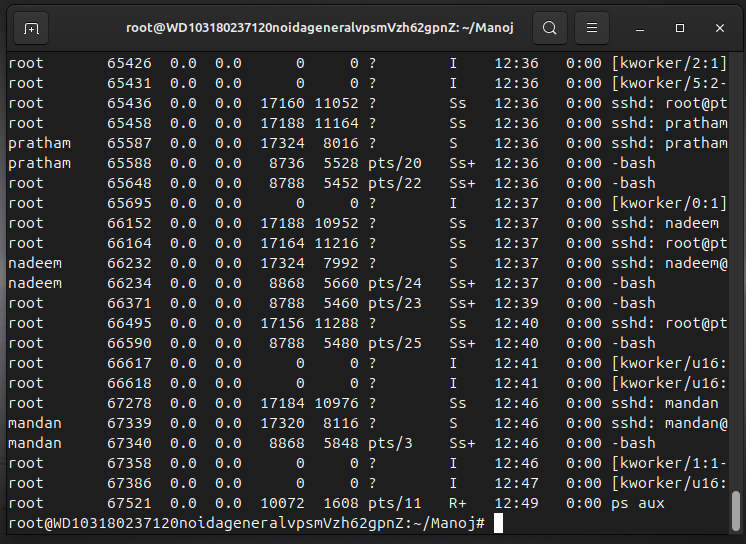 root@WD103180237120noidageneralvpsmVzh62gpnZ: ~/Manoj
root 65426 0.0 0.0 0 0 ? I 12:36 0:00 [kworker/2:1]
root 65431 0.0 0.0 0 0 ? I 12:36 0:00 [kworker/5:2-
root 65436 0.0 0.0 17160 11052 ? Ss 12:36 0:00 sshd: root@pt
root 65458 0.0 0.0 17188 11164 ? Ss 12:36 0:00 sshd: pratham
pratham 65587 0.0 0.0 17324 8016 ? S 12:36 0:00 sshd: pratham
pratham 65588 0.0 0.0 8736 5528 pts/20 Ss+ 12:36 0:00 -bash
root 65648 0.0 0.0 8788 5452 pts/22 Ss+ 12:36 0:00 -bash
root 65695 0.0 0.0 0 0 ? I 12:37 0:00 [kworker/0:1]
root 66152 0.0 0.0 17188 10952 ? Ss 12:37 0:00 sshd: nadeem
root 66164 0.0 0.0 17164 11216 ? Ss 12:37 0:00 sshd: root@pt
nadeem 66232 0.0 0.0 17324 7992 ? S 12:37 0:00 sshd: nadeem@
nadeem 66234 0.0 0.0 8868 5660 pts/24 Ss+ 12:37 0:00 -bash
root 66371 0.0 0.0 8788 5460 pts/23 Ss+ 12:39 0:00 -bash
root 66495 0.0 0.0 17156 11288 ? Ss 12:40 0:00 sshd: root@pt
root 66590 0.0 0.0 8788 5480 pts/25 Ss+ 12:40 0:00 -bash
root 66617 0.0 0.0 0 0 ? I 12:41 0:00 [kworker/u16:
root 66618 0.0 0.0 0 0 ? I 12:41 0:00 [kworker/u16:
root 67278 0.0 0.0 17184 10976 ? Ss 12:46 0:00 sshd: mandan
mandan 67339 0.0 0.0 17320 8116 ? S 12:46 0:00 sshd: mandan@
mandan 67340 0.0 0.0 8868 5848 pts/3 Ss+ 12:46 0:00 -bash
root 67358 0.0 0.0 0 0 ? I 12:46 0:00 [kworker/1:1-
root 67386 0.0 0.0 0 0 ? I 12:47 0:00 [kworker/u16:
root 67521 0.0 0.0 10072 1608 pts/11 R+ 12:49 0:00 ps aux
root@WD103180237120noidageneralvpsmVzh62gpnZ:~/Manoj#